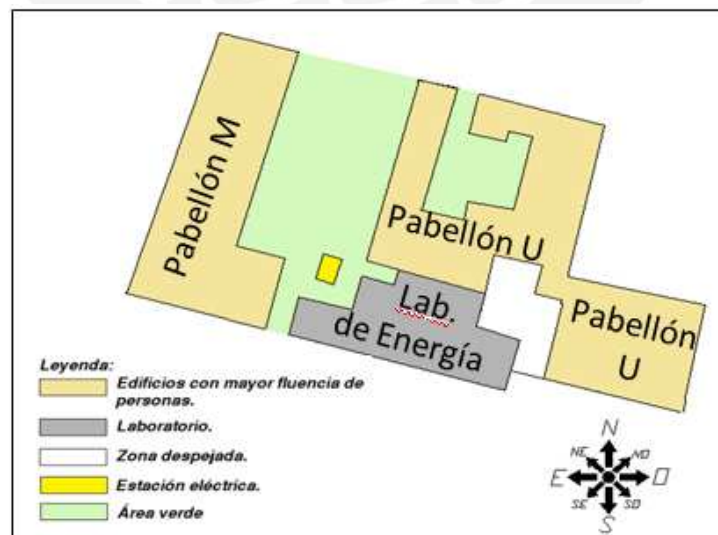 Pabellón M
Pabellón U
Lab.
de Energía
Pabellón
U
Leyenda:
Edificios con mayor fluencia de
personas.
Laboratorio.
Zona despejada.
Estación eléctrica.
Área verde
N
NE
NO
E
O
SE
SO
S